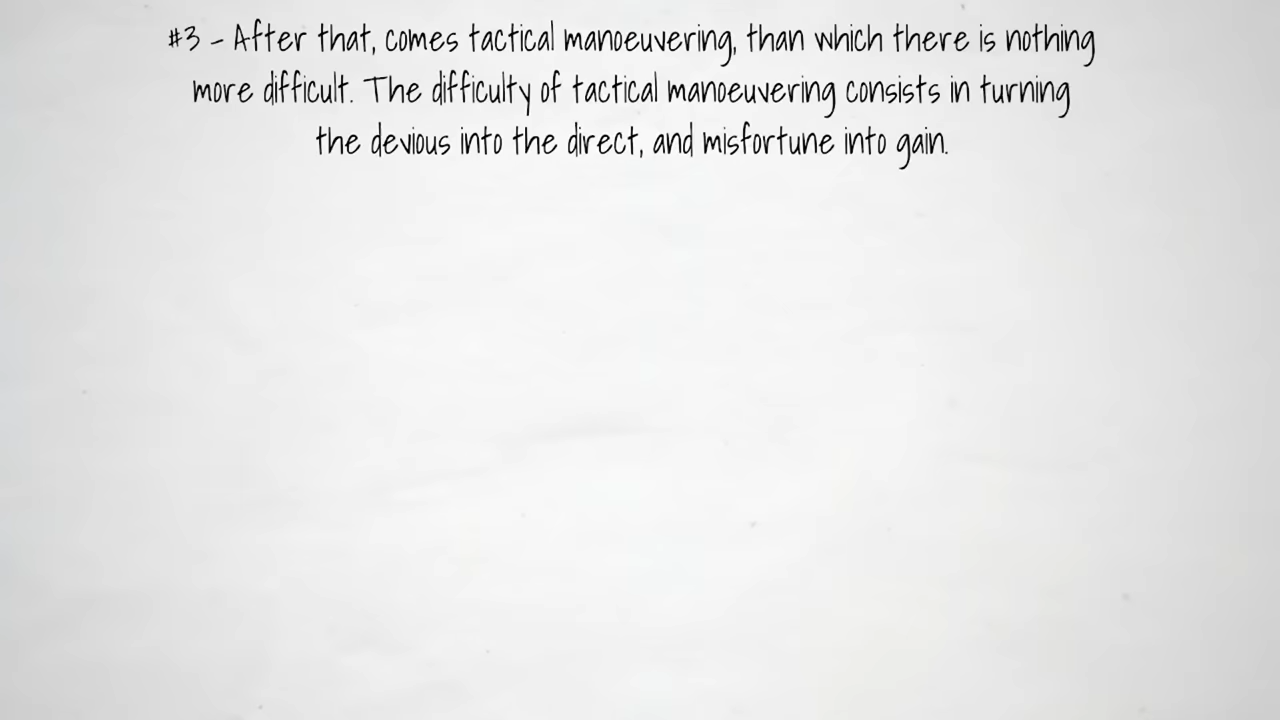 #3 - After that, comes tactical manoeuvering, than which there is nothing
more difficult. The difficulty of tactical manoeuvering consists in turning
the devious into the direct, and misfortune into gain.